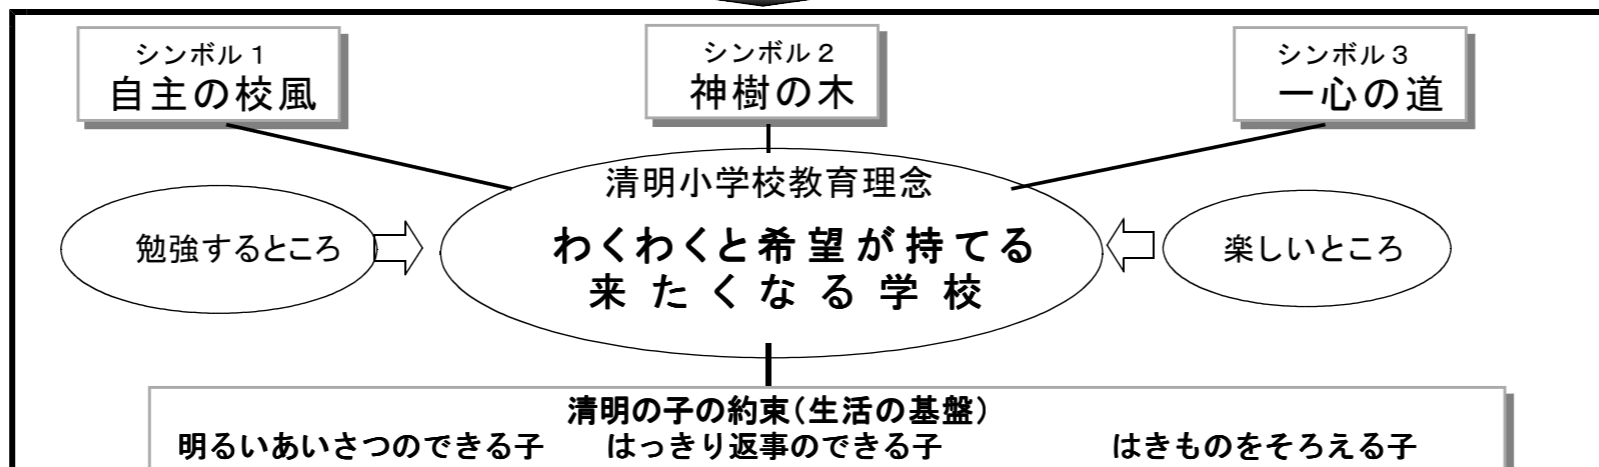 シンボル１
自主の校風
シンボル２
神樹の木
シンボル３
一心の道
清明小学校教育理念
勉強するところ
わくわくと希望が持てる
来たくなる学校
楽しいところ
清明の子の約束（生活の基盤）
明るいあいさつのできる子　はっきり返事のできる子　はきものをそろえる子